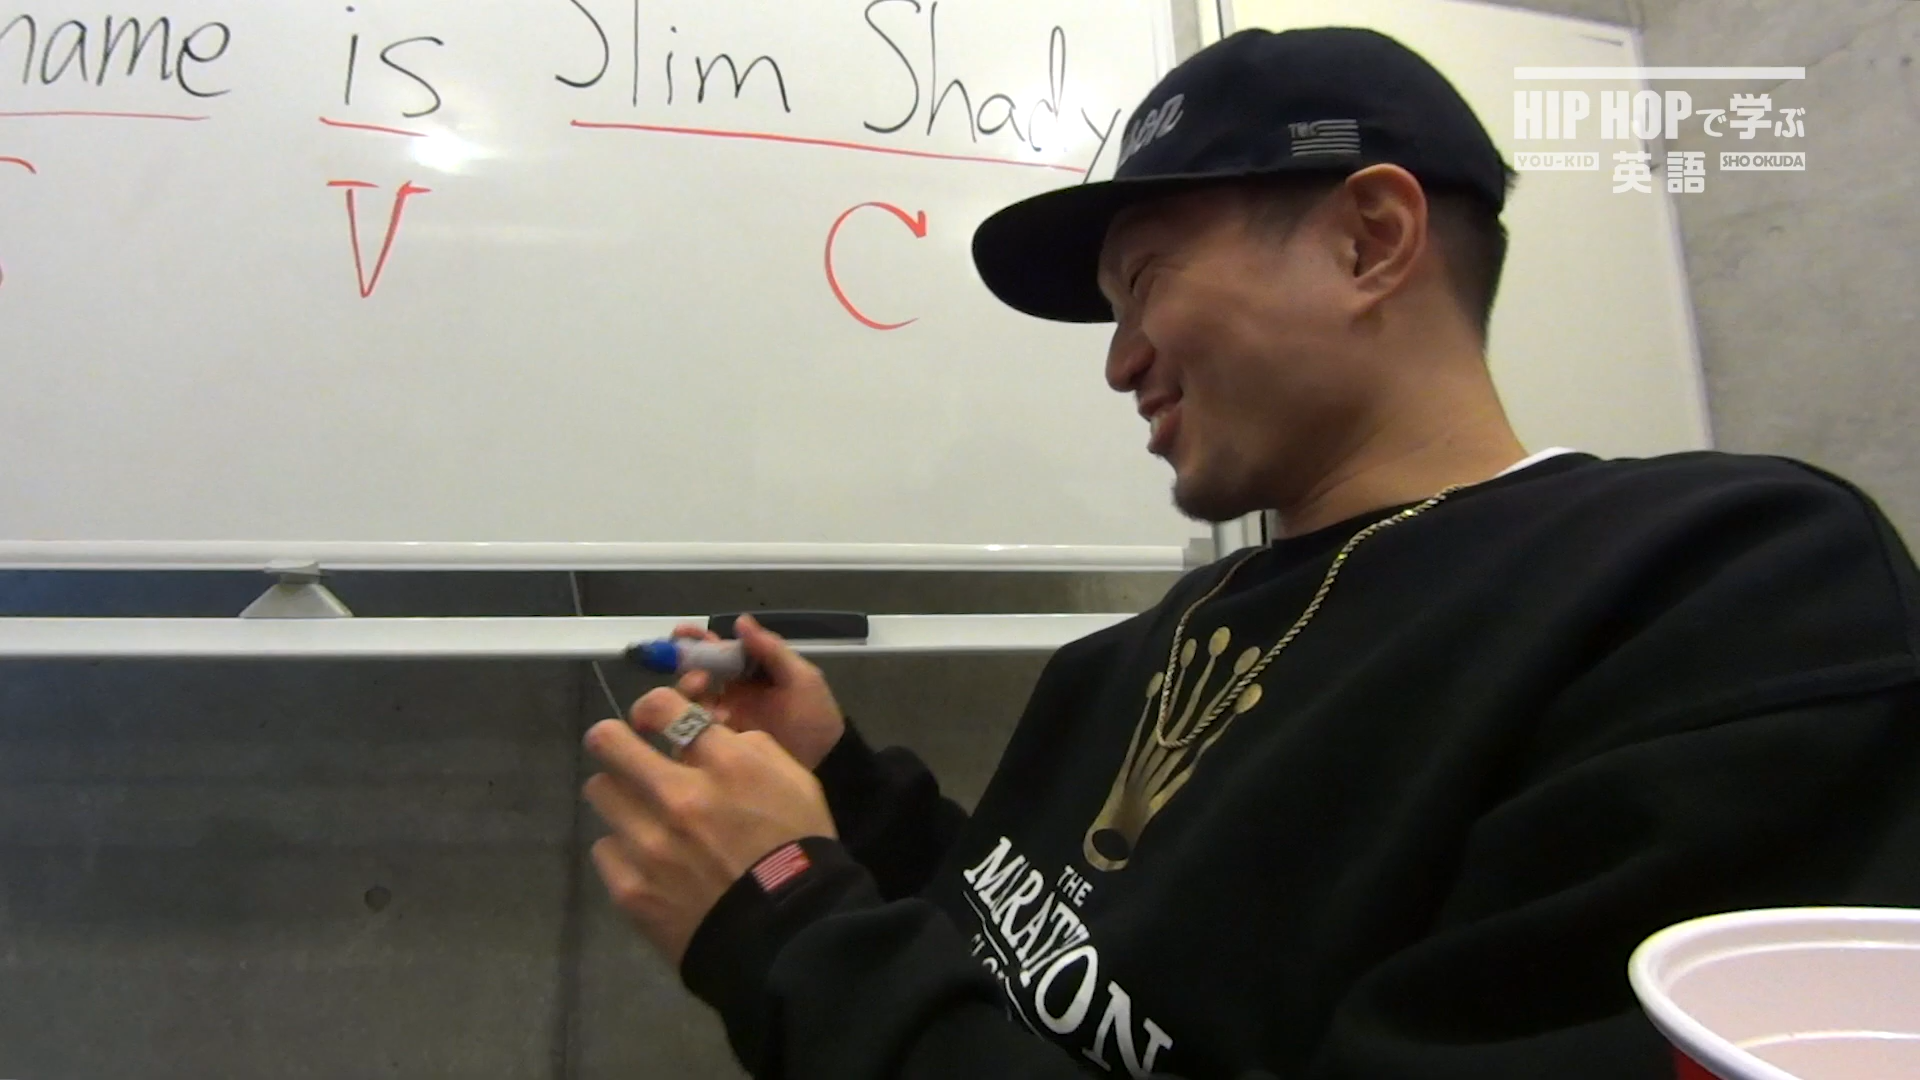 name is Slim Shady
S V C
HIP HOPで学ぶ
YOU-KID 英語 SHO OKUDA
THE
MARATHON